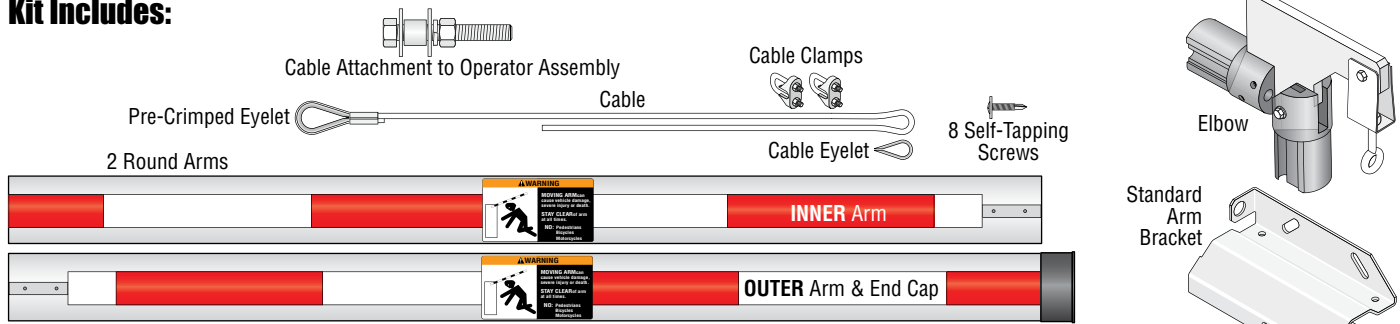 Kit Includes:
Cable Attachment to Operator Assembly
Cable Clamps
Pre-Crimped Eyelet
Cable
Cable Eyelet
8 Self-Tapping
Screws
Elbow
2 Round Arms
Standard
Arm
Bracket
WARNING
MOVING ARM can
cause vehicle damage,
severe injury or death.
STAY CLEAR of arm
at all times.
NO: Pedestrians
Bicycles
Motorcycles
INNER Arm
WARNING
MOVING ARM can
cause vehicle damage,
severe injury or death.
STAY CLEAR of arm
at all times.
NO: Pedestrians
Bicycles
Motorcycles
OUTER Arm & End Cap